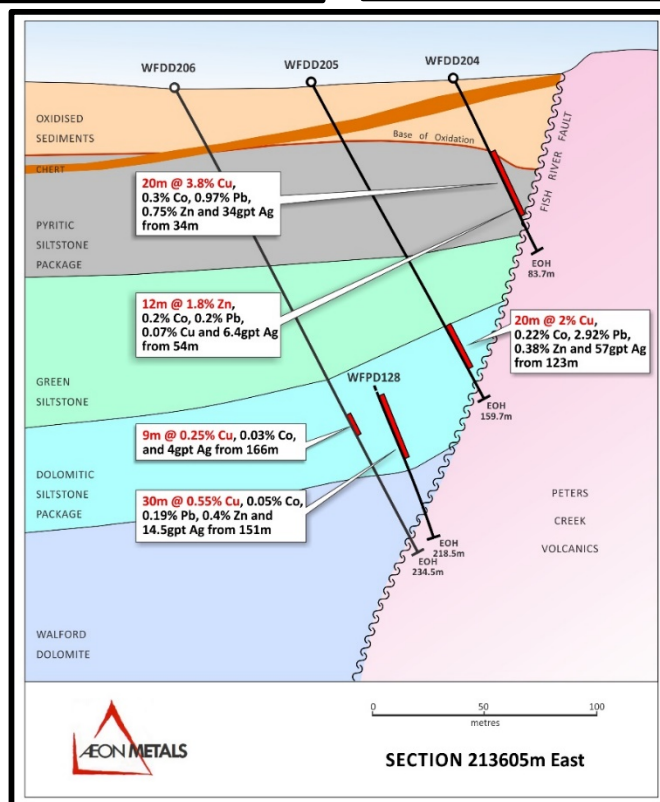 WFDD206
WFDD205
WFDD204
OXIDISED
SEDIMENTS
Base of Oxidation
FISH RIVER FAULT
CHERT
20m @ 3.8% Cu,
0.3% Co, 0.97% Pb,
0.75% Zn and 34gpt Ag
from 34m
PYRITIC
SILTSTONE
PACKAGE
EOH
83.7m
12m @ 1.8% Zn,
0.2% Co, 0.2% Pb,
0.07% Cu and 6.4gpt Ag
from 54m
20m @ 2% Cu,
0.22% Co, 2.92% Pb,
0.38% Zn and 57gpt Ag
from 123m
GREEN
SILTSTONE
WFPD128
EOH
159.7m
9m @ 0.25% Cu, 0.03% Co,
and 4gpt Ag from 166m
DOLOMITIC
SILTSTONE
PACKAGE
30m @ 0.55% Cu, 0.05% Co,
0.19% Pb, 0.4% Zn and
14.5gpt Ag from 151m
PETERS
CREEK
VOLCANICS
EOH
218.5m
EOH
234.5m
WALFORD
DOLOMITE
0 50 100
metres
ÆON METALS
SECTION 213605m East